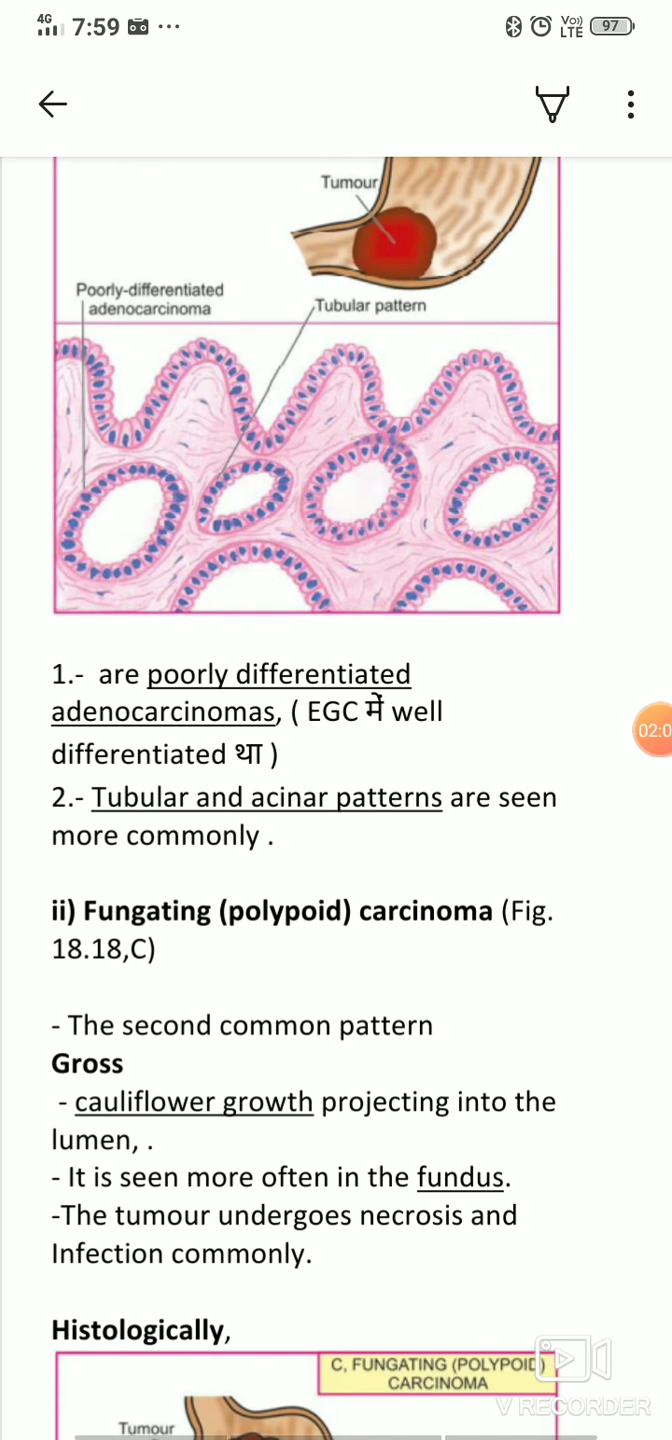 4G 7:59 ... Vo)) LTE 97
Tumour
Poorly-differentiated
adenocarcinoma
Tubular pattern
1.-  are poorly differentiated
adenocarcinomas, ( EGC में well
differentiated था )
02:0
2.- Tubular and acinar patterns are seen
more commonly .
ii) Fungating (polypoid) carcinoma (Fig.
18.18,C)
- The second common pattern
Gross
- cauliflower growth projecting into the
lumen, .
- It is seen more often in the fundus.
-The tumour undergoes necrosis and
Infection commonly.
Histologically,
C, FUNGATING (POLYPOID)
CARCINOMA
V RECORDER
Tumour